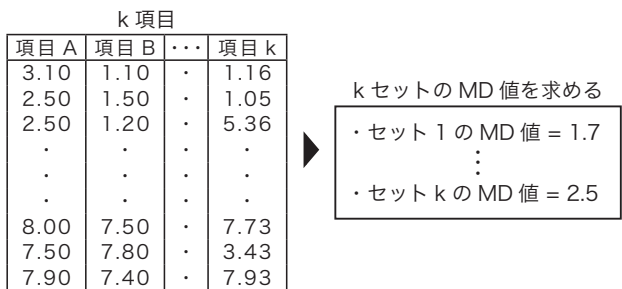 k 項目
項目 A 項目 B ··· 項目 k
3.10 1.10 · 1.16
2.50 1.50 · 1.05
2.50 1.20 · 5.36
· · · ·
· · · ·
· · · ·
8.00 7.50 · 7.73
7.50 7.80 · 3.43
7.90 7.40 · 7.93
k セットの MD 値を求める
・セット 1 の MD 値 = 1.7
⋮
・セット k の MD 値 = 2.5